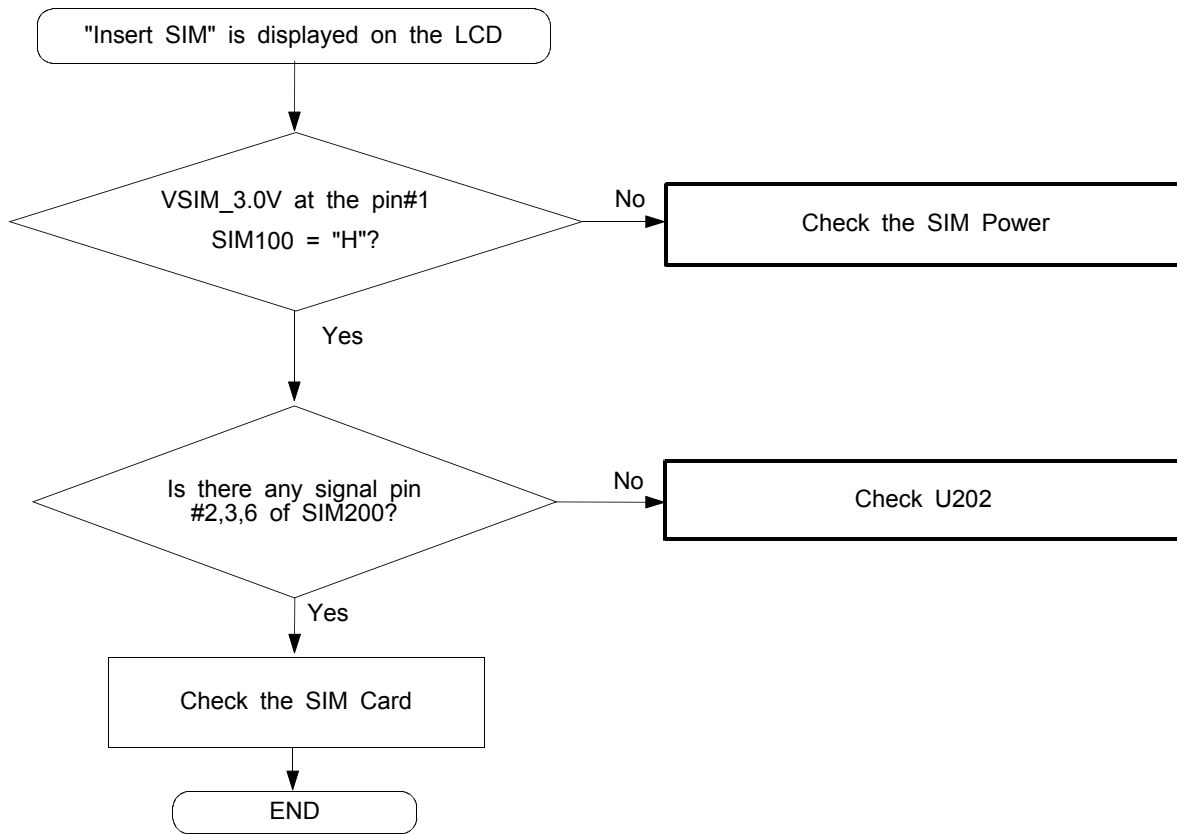 "Insert SIM" is displayed on the LCD
VSIM_3.0V at the pin#1
SIM100 = "H"?
No
Check the SIM Power
Yes
Is there any signal pin
#2,3,6 of SIM200?
No
Check U202
Yes
Check the SIM Card
END